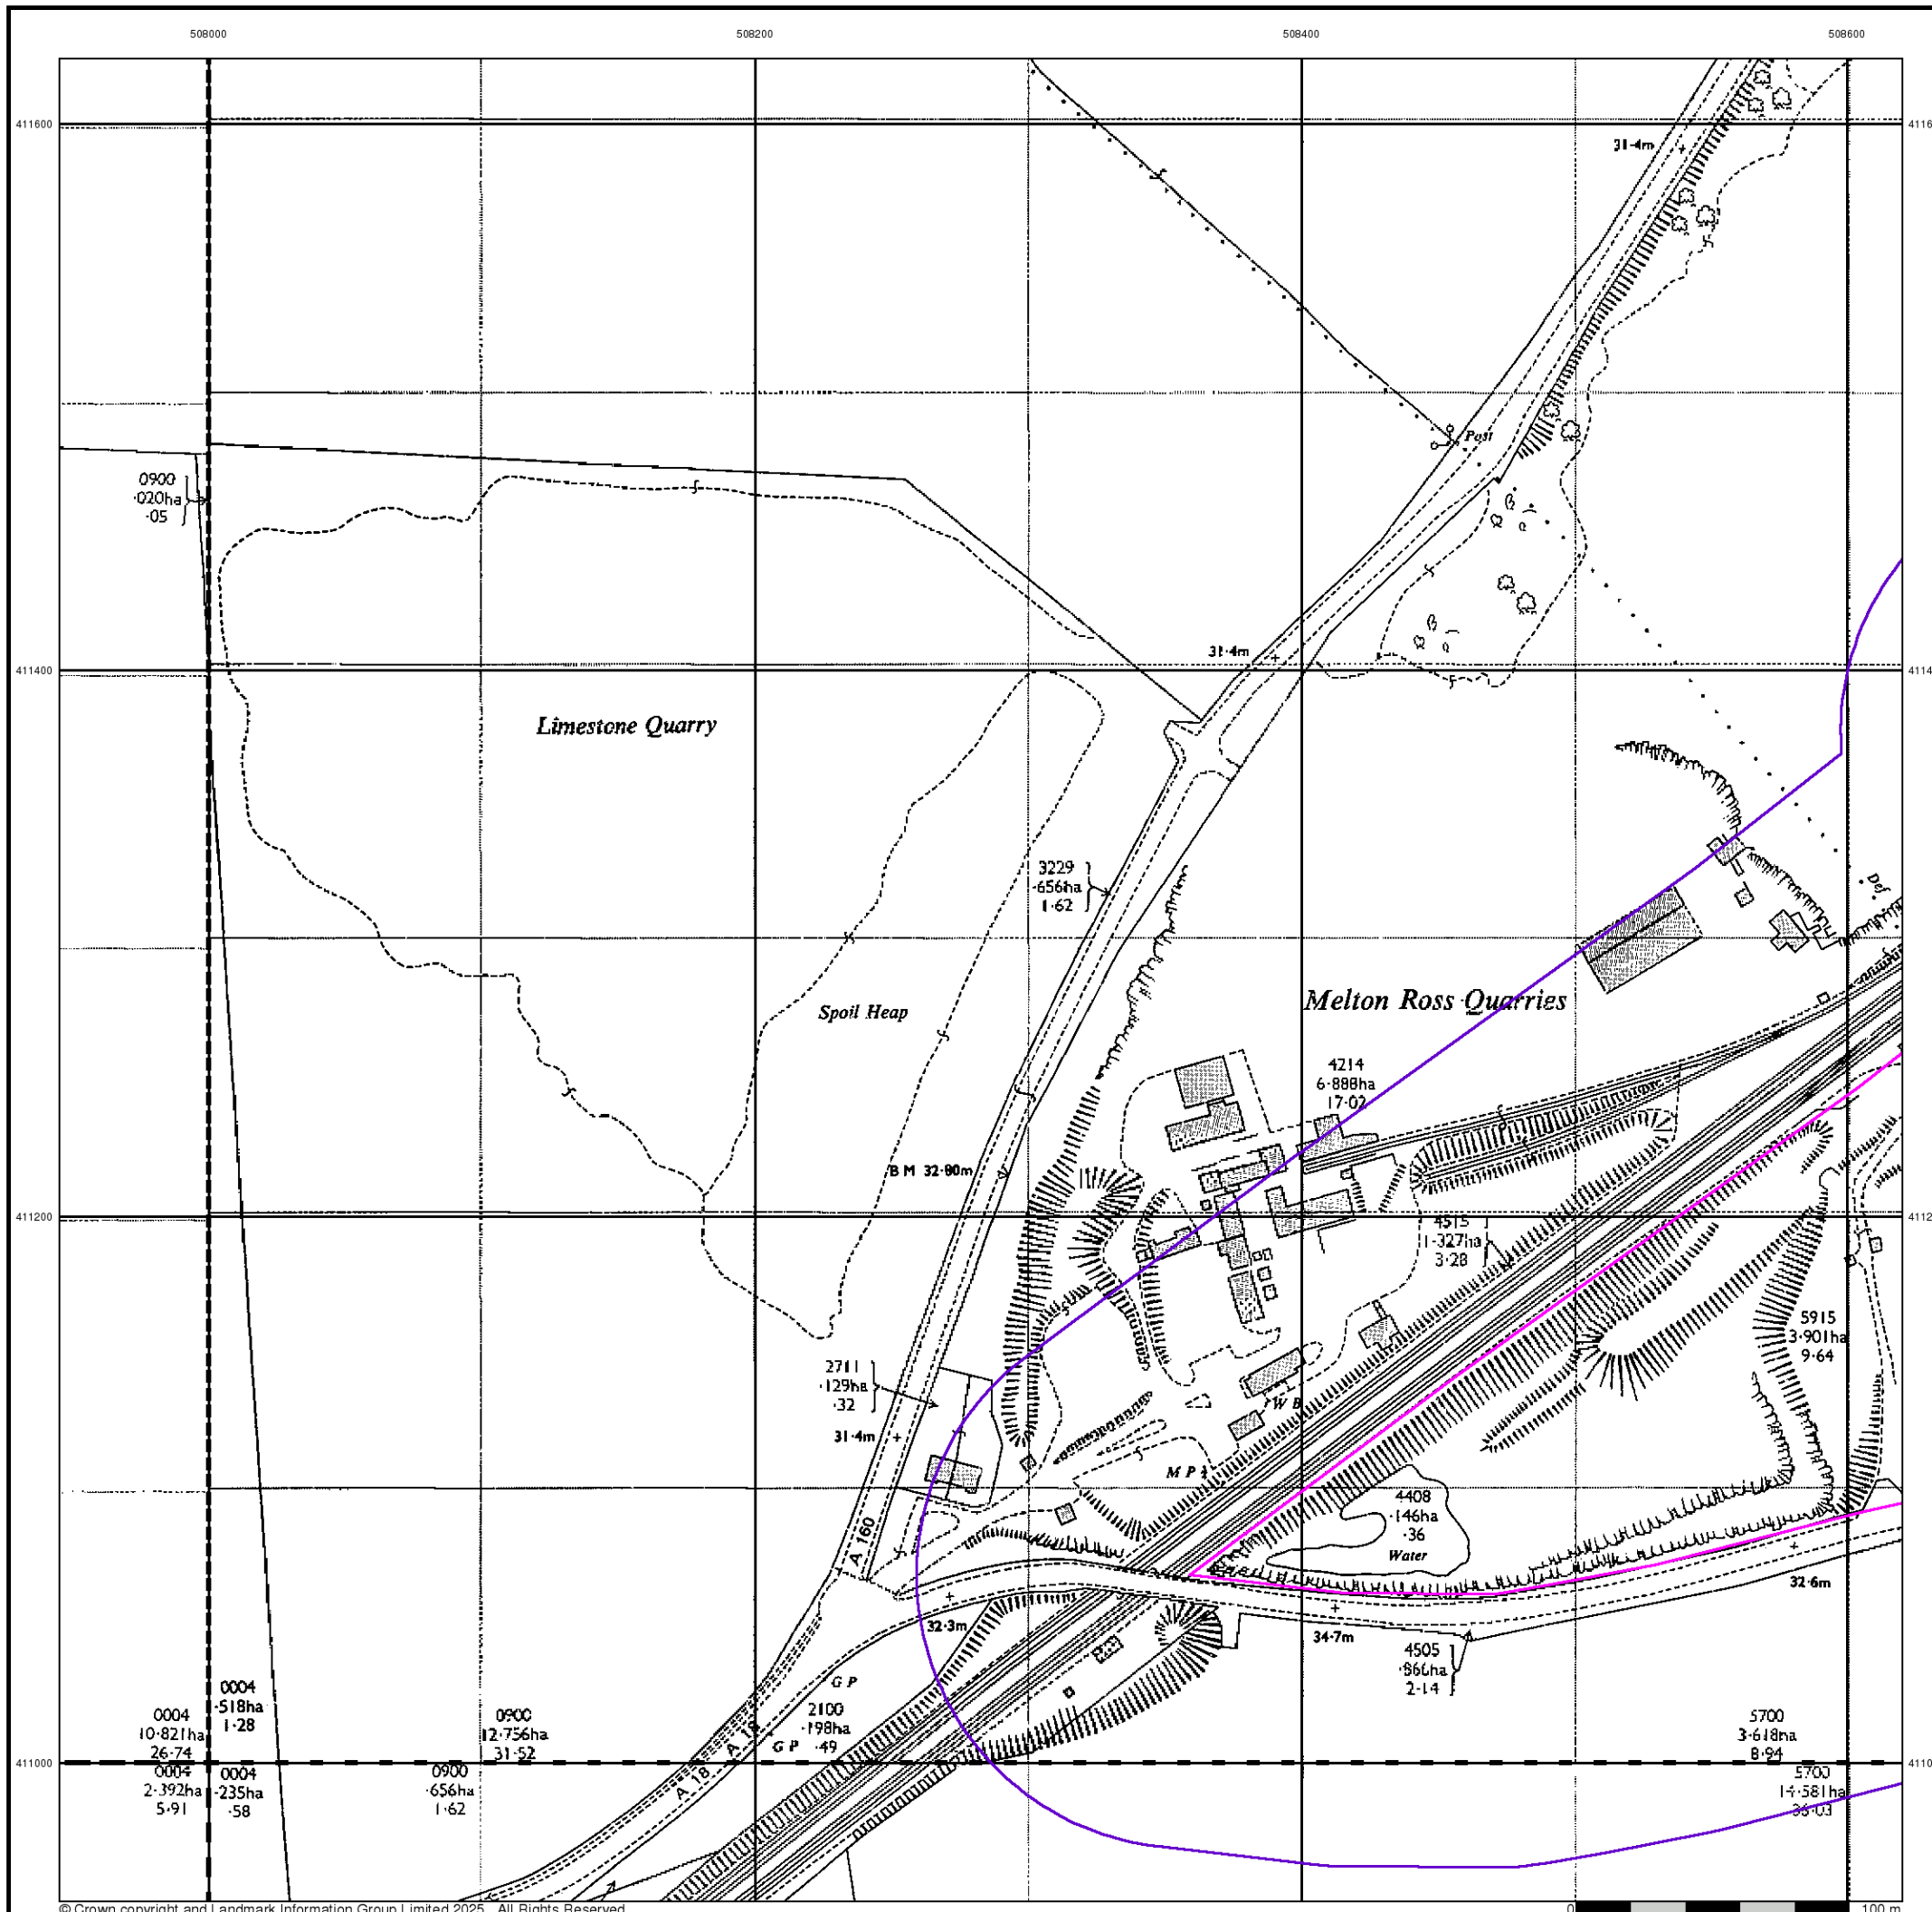 508000
508200
508400
508600
411600
31·4m
Post
0900
·020ha
·05
31·4m
411400
Limestone Quarry
3229
·656ha
1·62
Def
Spoil Heap
Melton Ross Quarries
4214
6·888ha
17·02
B M 32·80m
411200
4515
1·327ha
3·28
5915
3·901ha
9·64
2711
·129ha
·32
31·4m
W B
M P
4408
·146ha
·36
Water
A 160
32·3m
34·7m
32·6m
4505
·866ha
2·14
G P
2100
·198ha
·49
G P
A 18
A 18
0004
10·821ha
26·74
0004
·518ha
1·28
0900
12·756ha
31·52
5700
3·618ha
8·94
411000
0004
2·392ha
5·91
0004
·235ha
·58
0900
·656ha
1·62
5700
14·581ha
36·03
© Crown copyright and Landmark Information Group Limited 2025. All Rights Reserved
0
100 m